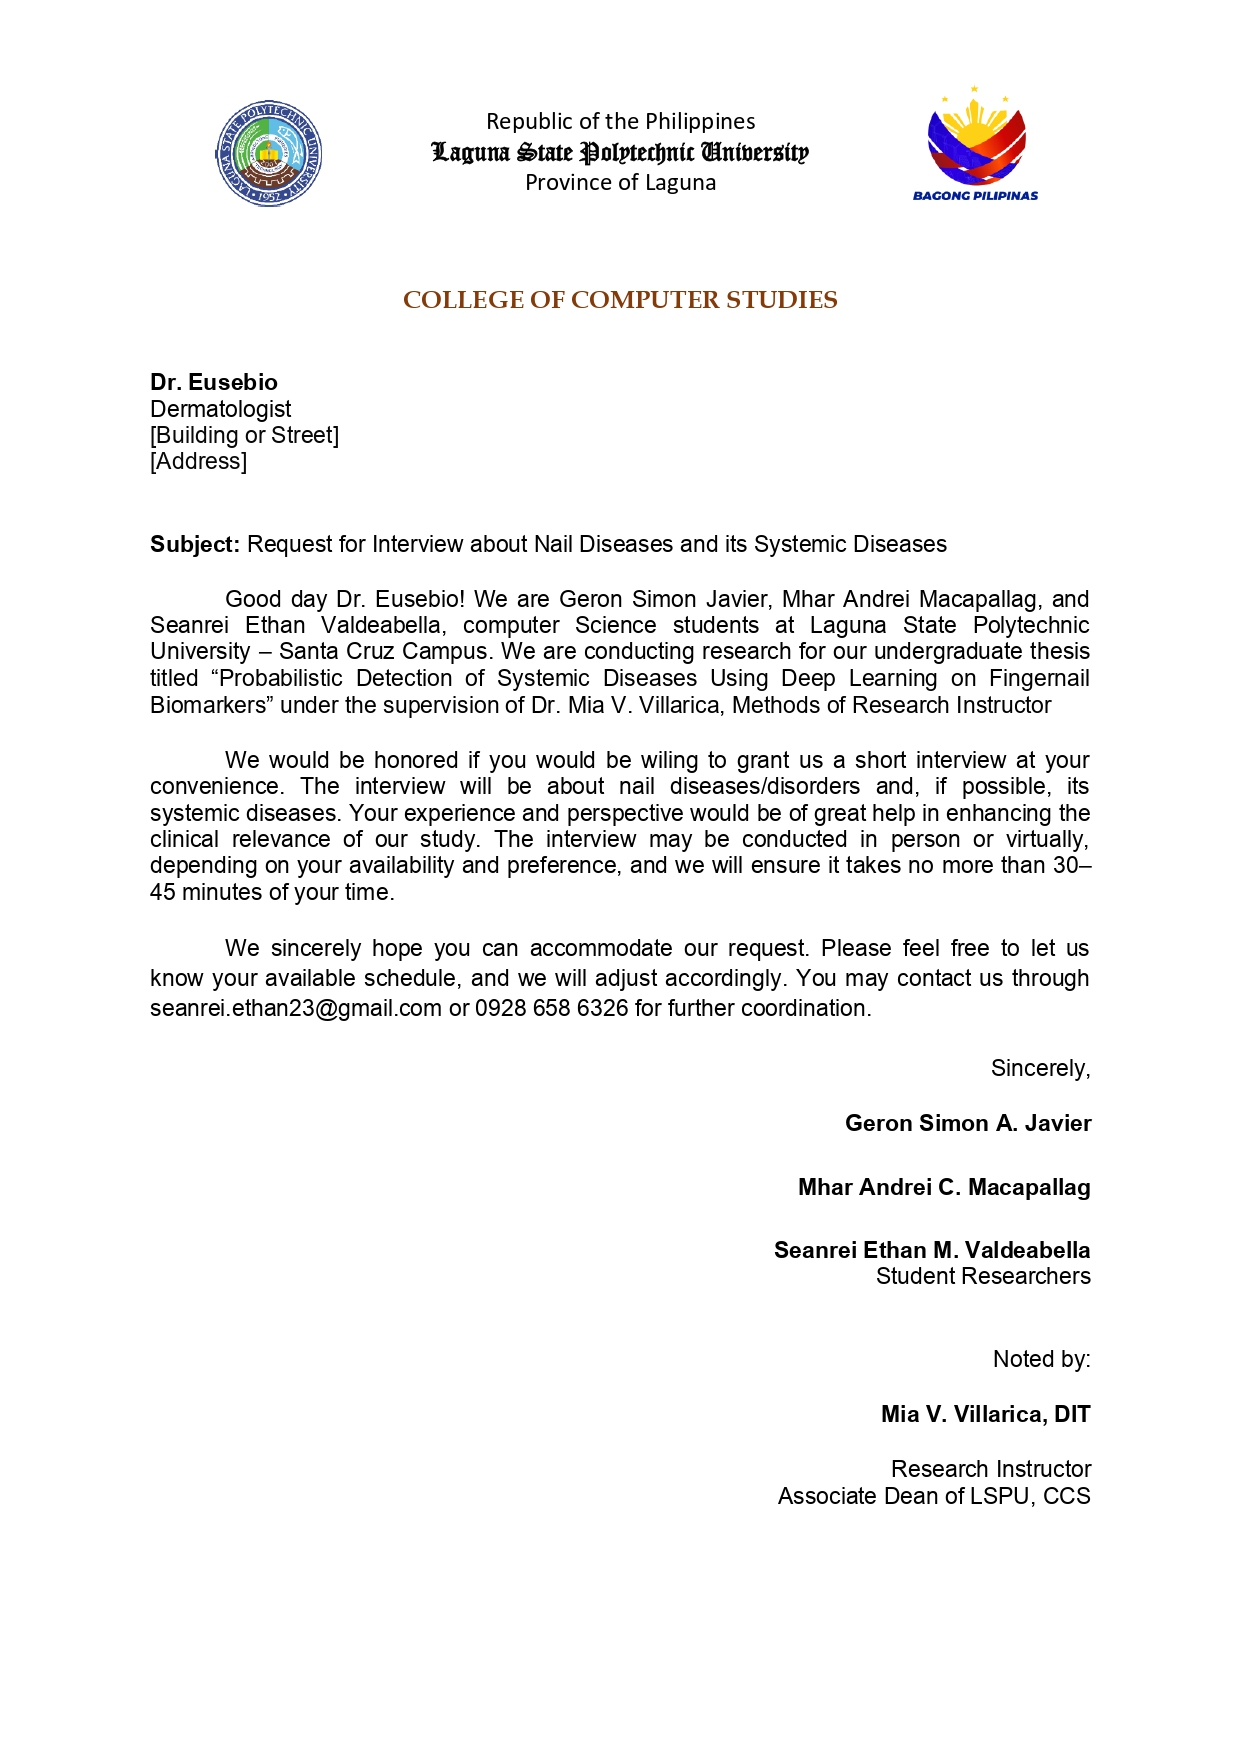 LAGUNA STATE POLYTECHNIC UNIVERSITY
1952
Republic of the Philippines
Laguna State Polytechnic University
Province of Laguna
BAGONG PILIPINAS
COLLEGE OF COMPUTER STUDIES
Dr. Eusebio
Dermatologist
[Building or Street]
[Address]
Subject: Request for Interview about Nail Diseases and its Systemic Diseases
Good day Dr. Eusebio! We are Geron Simon Javier, Mhar Andrei Macapallag, and
Seanrei Ethan Valdeabella, computer Science students at Laguna State Polytechnic
University – Santa Cruz Campus. We are conducting research for our undergraduate thesis
titled “Probabilistic Detection of Systemic Diseases Using Deep Learning on Fingernail
Biomarkers” under the supervision of Dr. Mia V. Villarica, Methods of Research Instructor
We would be honored if you would be wiling to grant us a short interview at your
convenience. The interview will be about nail diseases/disorders and, if possible, its
systemic diseases. Your experience and perspective would be of great help in enhancing the
clinical relevance of our study. The interview may be conducted in person or virtually,
depending on your availability and preference, and we will ensure it takes no more than 30–
45 minutes of your time.
We sincerely hope you can accommodate our request. Please feel free to let us
know your available schedule, and we will adjust accordingly. You may contact us through
seanrei.ethan23@gmail.com or 0928 658 6326 for further coordination.
Sincerely,
Geron Simon A. Javier
Mhar Andrei C. Macapallag
Seanrei Ethan M. Valdeabella
Student Researchers
Noted by:
Mia V. Villarica, DIT
Research Instructor
Associate Dean of LSPU, CCS